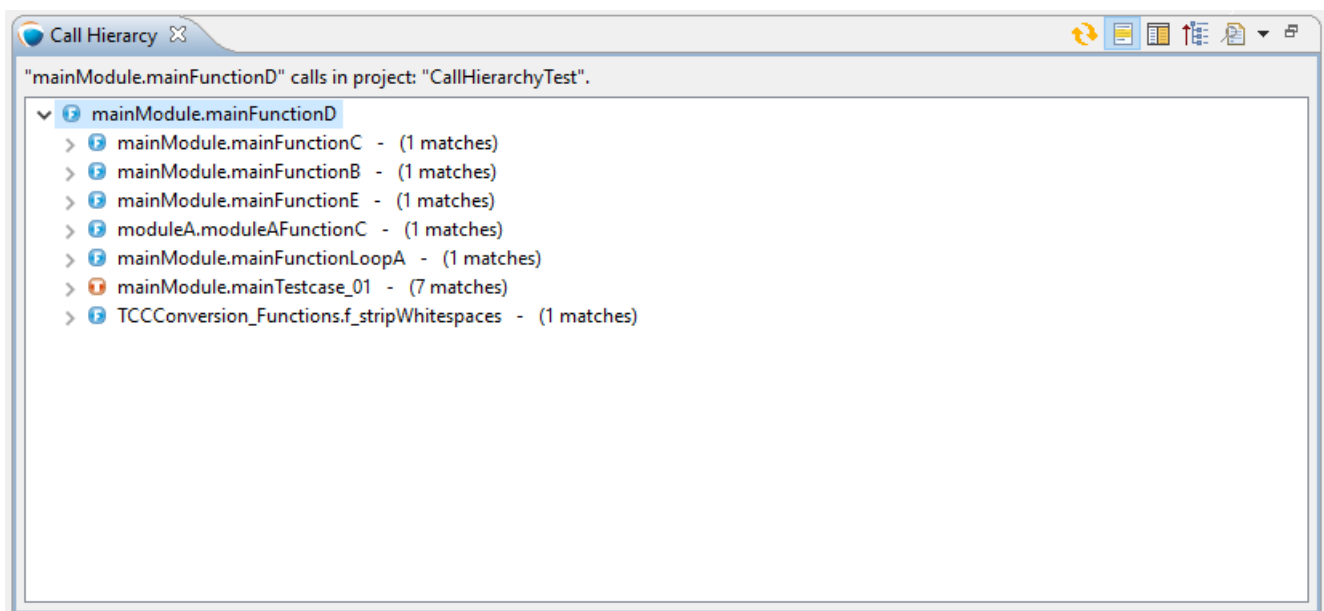 Call Hierarcy
"mainModule.mainFunctionD" calls in project: "CallHierarchyTest".
mainModule.mainFunctionD
mainModule.mainFunctionC - (1 matches)
mainModule.mainFunctionB - (1 matches)
mainModule.mainFunctionE - (1 matches)
moduleA.moduleAFunctionC - (1 matches)
mainModule.mainFunctionLoopA - (1 matches)
mainModule.mainTestcase_01 - (7 matches)
TCCConversion_Functions.f_stripWhitespaces - (1 matches)